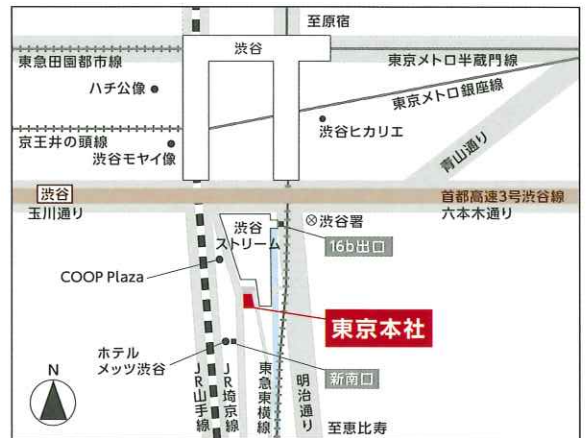 至原宿
渋谷
東急田園都市線
東京メトロ半蔵門線
ハチ公像
東京メトロ銀座線
京王井の頭線
渋谷モヤイ像
渋谷ヒカリエ
青山通り
渋谷
首都高速3号渋谷線
玉川通り
六本木通り
渋谷
ストリーム
渋谷署
16b出口
COOP Plaza
東京本社
ホテル
メッツ渋谷
新南口
N
JR山手線
JR埼京線
東急東横線
明治通り
至恵比寿